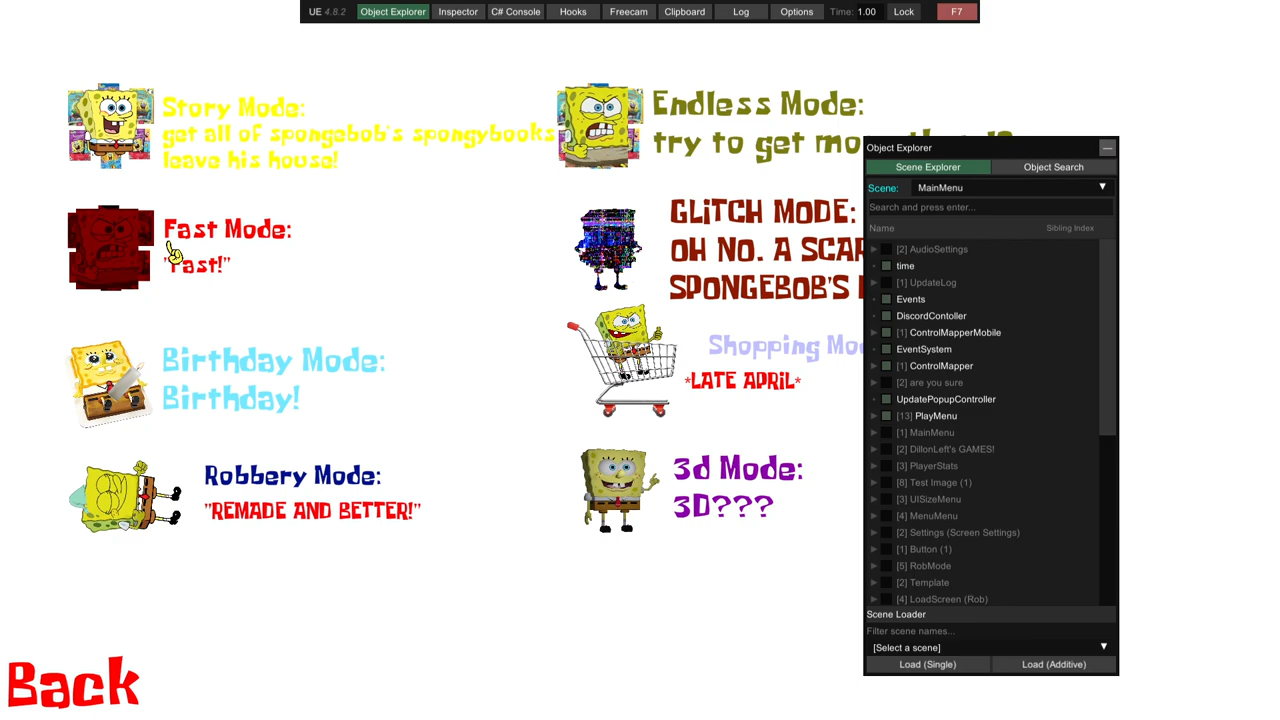 UE 4.8.2 Object Explorer Inspector C# Console Hooks Freecam Clipboard Log Options Time: 1.00 Lock F7
Story Mode:
get all of spongebob's spongybooks
leave his house!
Endless Mode:
try to get mo
Fast Mode:
"Fast!"
GLITCH MODE:
OH NO. A SCAR
SPONGEBOB'S
Birthday Mode:
Birthday!
Shopping Mo
*LATE APRIL*
Robbery Mode:
"REMADE AND BETTER!"
3d Mode:
3D???
Back
Object Explorer —
Scene Explorer Object Search
Scene: MainMenu ▼
Search and press enter...
Name Sibling Index
► [2] AudioSettings
time
► [1] UpdateLog
Events
DiscordContoller
► [1] ControlMapperMobile
EventSystem
► [1] ControlMapper
► [2] are you sure
UpdatePopupController
► [13] PlayMenu
► [1] MainMenu
► [2] DillonLeft's GAMES!
► [3] PlayerStats
► [8] Test Image (1)
► [3] UISizeMenu
► [4] MenuMenu
► [2] Settings (Screen Settings)
► [1] Button (1)
► [5] RobMode
► [2] Template
► [4] LoadScreen (Rob)
Scene Loader
Filter scene names...
[Select a scene] ▼
Load (Single) Load (Additive)